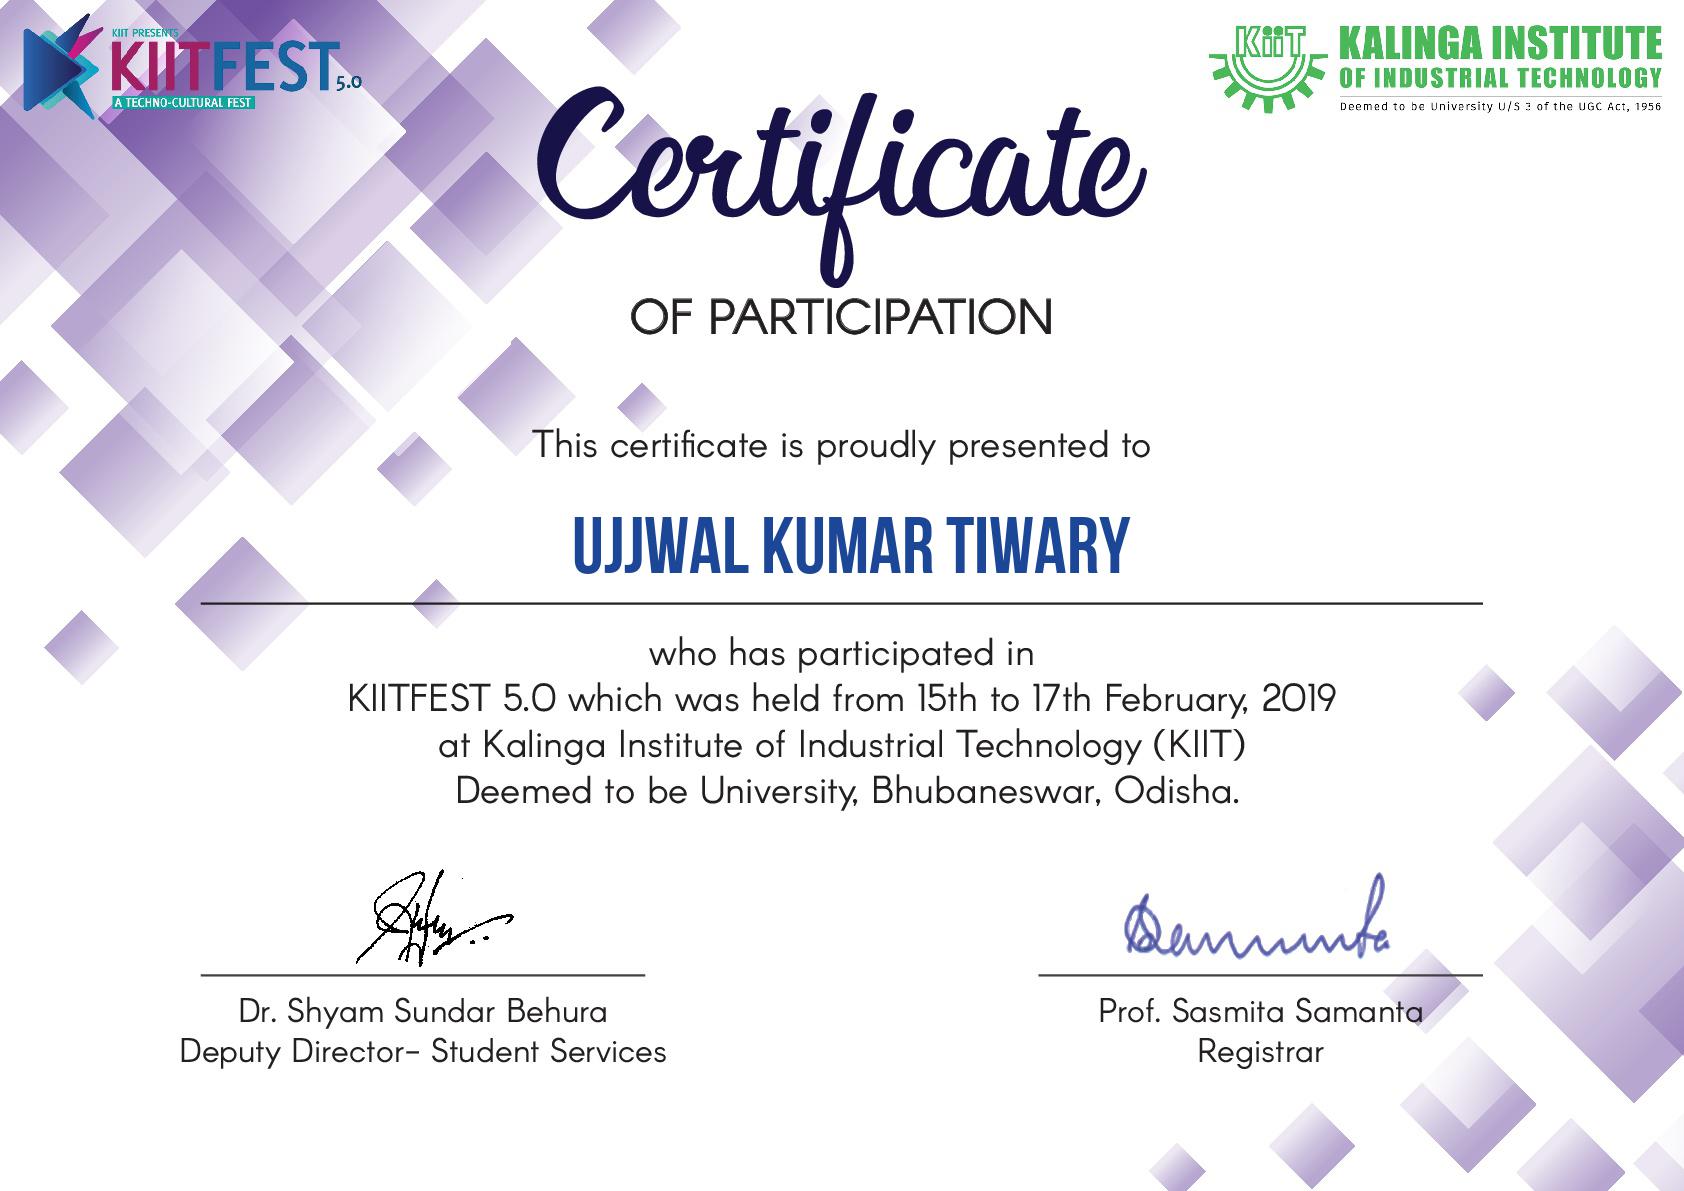 KIIT PRESENTS
KIITFEST 5.0
A TECHNO-CULTURAL FEST
KiiT
KALINGA INSTITUTE
OF INDUSTRIAL TECHNOLOGY
Deemed to be University U/S 3 of the UGC Act, 1956
Certificate
OF PARTICIPATION
This certificate is proudly presented to
UJJWAL KUMAR TIWARY
who has participated in
KIITFEST 5.0 which was held from 15th to 17th February, 2019
at Kalinga Institute of Industrial Technology (KIIT)
Deemed to be University, Bhubaneswar, Odisha.
Dr. Shyam Sundar Behura
Deputy Director- Student Services
Prof. Sasmita Samanta
Registrar